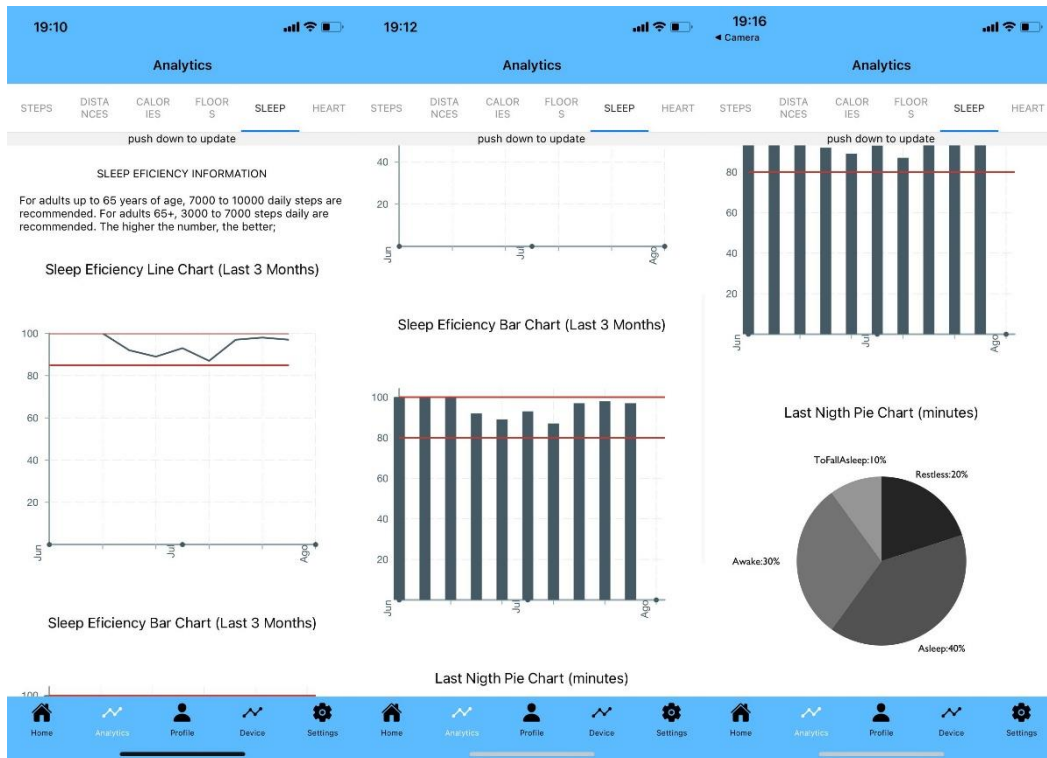 19:10
Analytics
STEPS
DISTA
NCES
CALOR
IES
FLOOR
S
SLEEP
HEART
push down to update
SLEEP EFICIENCY INFORMATION
For adults up to 65 years of age, 7000 to 10000 daily steps are
recommended. For adults 65+, 3000 to 7000 steps daily are
recommended. The higher the number, the better;
Sleep Eficiency Line Chart (Last 3 Months)
100
80
60
40
20
Jun
Jul
Ago
Sleep Eficiency Bar Chart (Last 3 Months)
100
Home
Analytics
Profile
Device
Settings
19:12
Analytics
STEPS
DISTA
NCES
CALOR
IES
FLOOR
S
SLEEP
HEART
push down to update
40
20
Jun
Jul
Ago
Sleep Eficiency Bar Chart (Last 3 Months)
100
80
60
40
20
Jun
Jul
Ago
Last Nigth Pie Chart (minutes)
Home
Analytics
Profile
Device
Settings
19:16
◄ Camera
Analytics
STEPS
DISTA
NCES
CALOR
IES
FLOOR
S
SLEEP
HEART
push down to update
80
60
40
20
Jun
Jul
Ago
Last Nigth Pie Chart (minutes)
ToFallAsleep:10%
Restless:20%
Awake:30%
Asleep:40%
Home
Analytics
Profile
Device
Settings